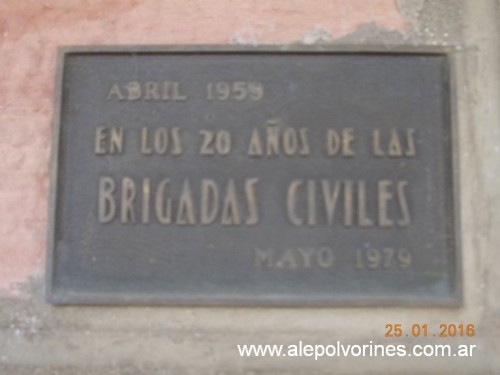 ABRIL 1959
EN LOS 20 AÑOS DE LAS
BRIGADAS CIVILES
MAYO 1979
25.01.2016
www.alepolvorines.com.ar